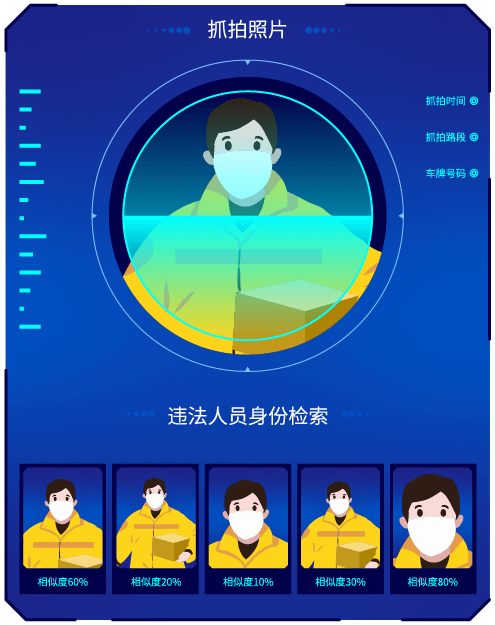 抓拍照片
抓拍时间
抓拍路段
车牌号码
违法人员身份检索
相似度60%
相似度20%
相似度10%
相似度30%
相似度80%